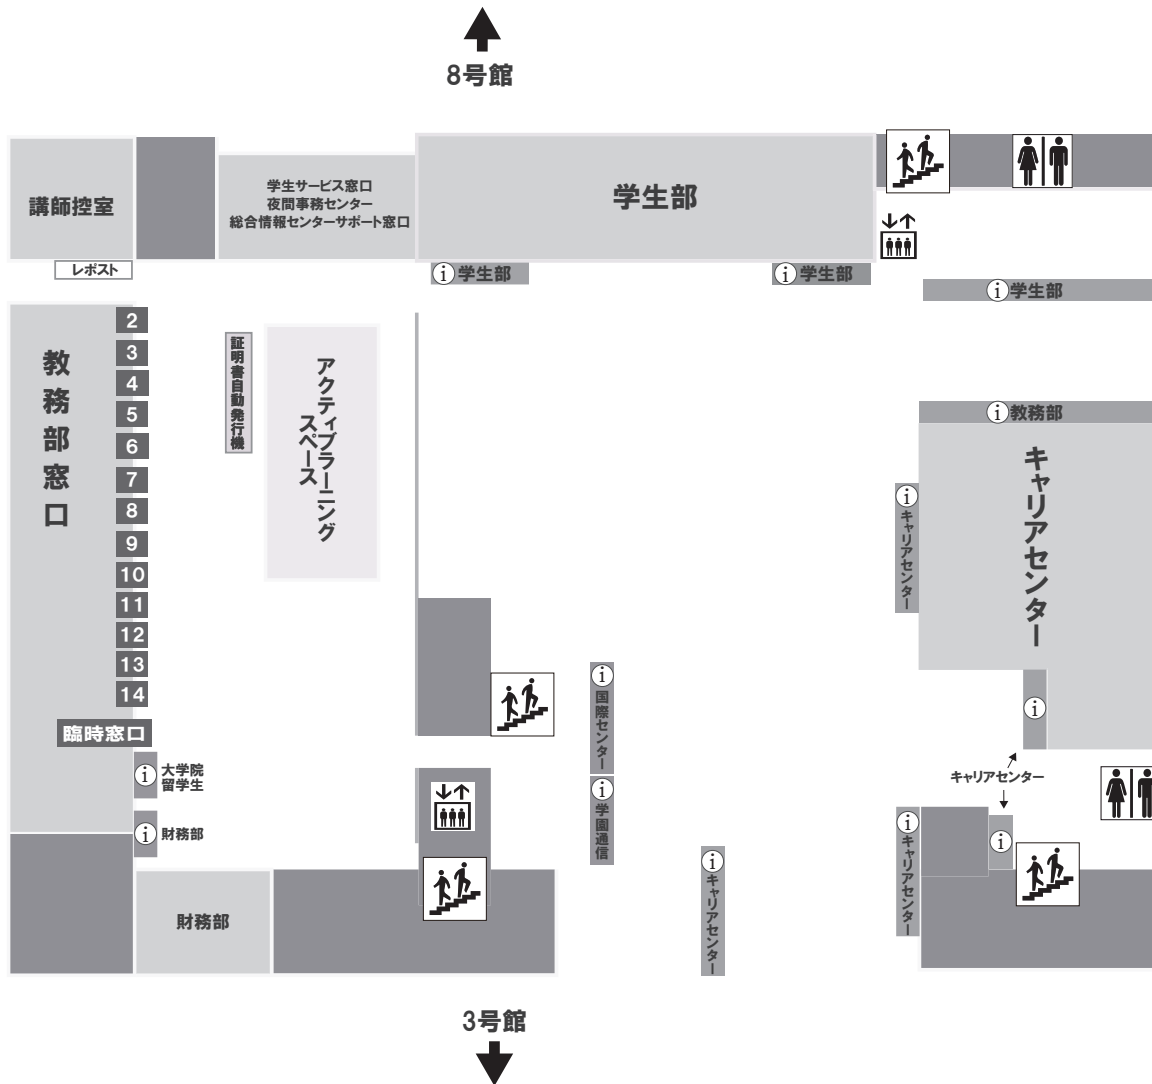 8号館
講師控室
学生サービス窓口
夜間事務センター
総合情報センターサポート窓口
学生部
レポスト
i 学生部
i 学生部
i 学生部
教務部窓口
2
3
4
5
6
7
8
9
10
11
12
13
14
臨時窓口
証明書自動発行機
アクティブラーニング
スペース
i 教務部
キャリアセンター
i キャリアセンター
i 国際センター
i 学園通信
i
キャリアセンター
i 大学院
留学生
i 財務部
財務部
i キャリアセンター
i キャリアセンター
i
3号館